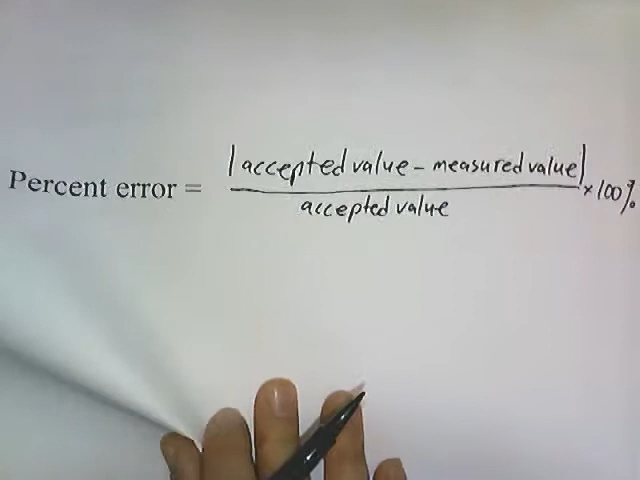 Percent error = |accepted value - measured value|
accepted value
× 100%